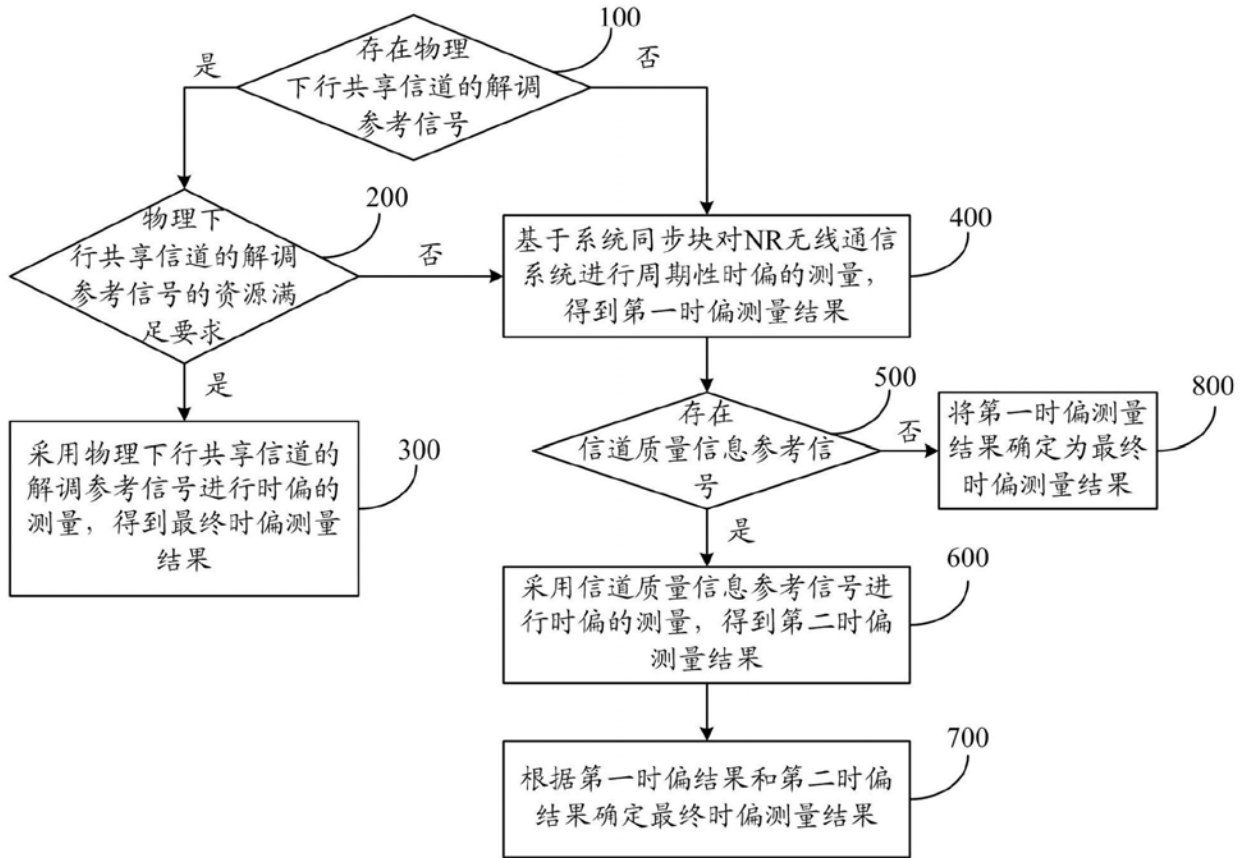 100
存在物理
下行共享信道的解调
参考信号
是
否
200
物理下
行共享信道的解调
参考信号的资源满
足要求
否
是
300
采用物理下行共享信道的
解调参考信号进行时偏的
测量，得到最终时偏测量
结果
400
基于系统同步块对NR无线通信
系统进行周期性时偏的测量，
得到第一时偏测量结果
500
存在
信道质量信息参考信
号
否
是
800
将第一时偏测量
结果确定为最终
时偏测量结果
600
采用信道质量信息参考信号进
行时偏的测量，得到第二时偏
测量结果
700
根据第一时偏结果和第二时偏
结果确定最终时偏测量结果